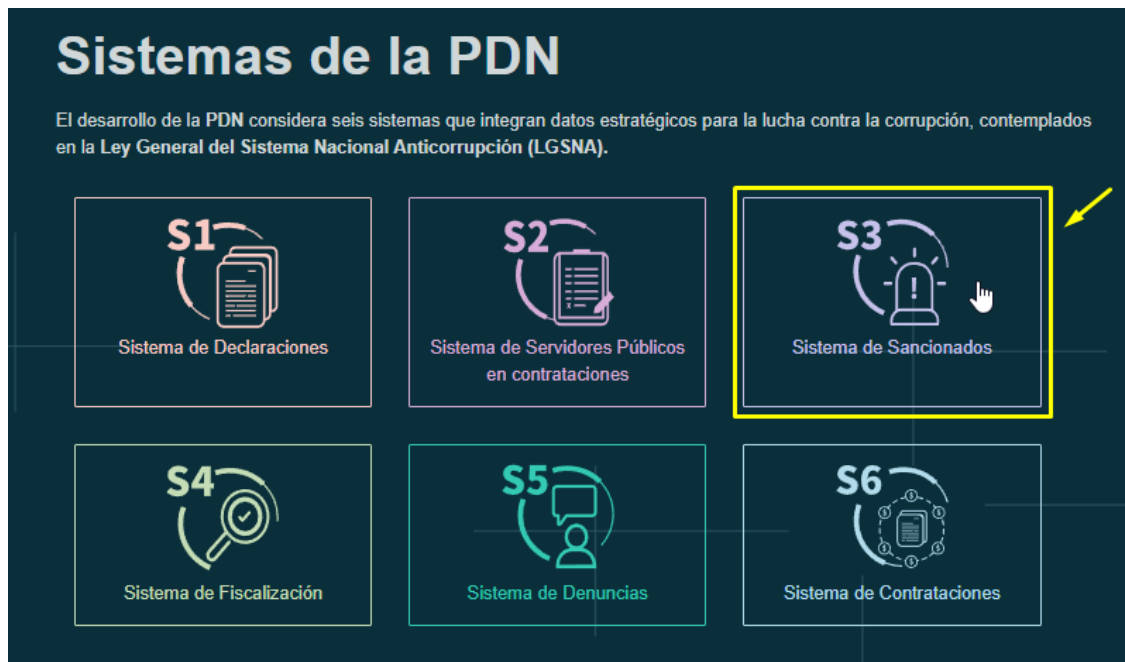 Sistemas de la PDN
El desarrollo de la PDN considera seis sistemas que integran datos estratégicos para la lucha contra la corrupción, contemplados
en la Ley General del Sistema Nacional Anticorrupción (LGSNA).
S1
Sistema de Declaraciones
S2
Sistema de Servidores Públicos
en contrataciones
S3
Sistema de Sancionados
S4
Sistema de Fiscalización
S5
Sistema de Denuncias
S6
Sistema de Contrataciones